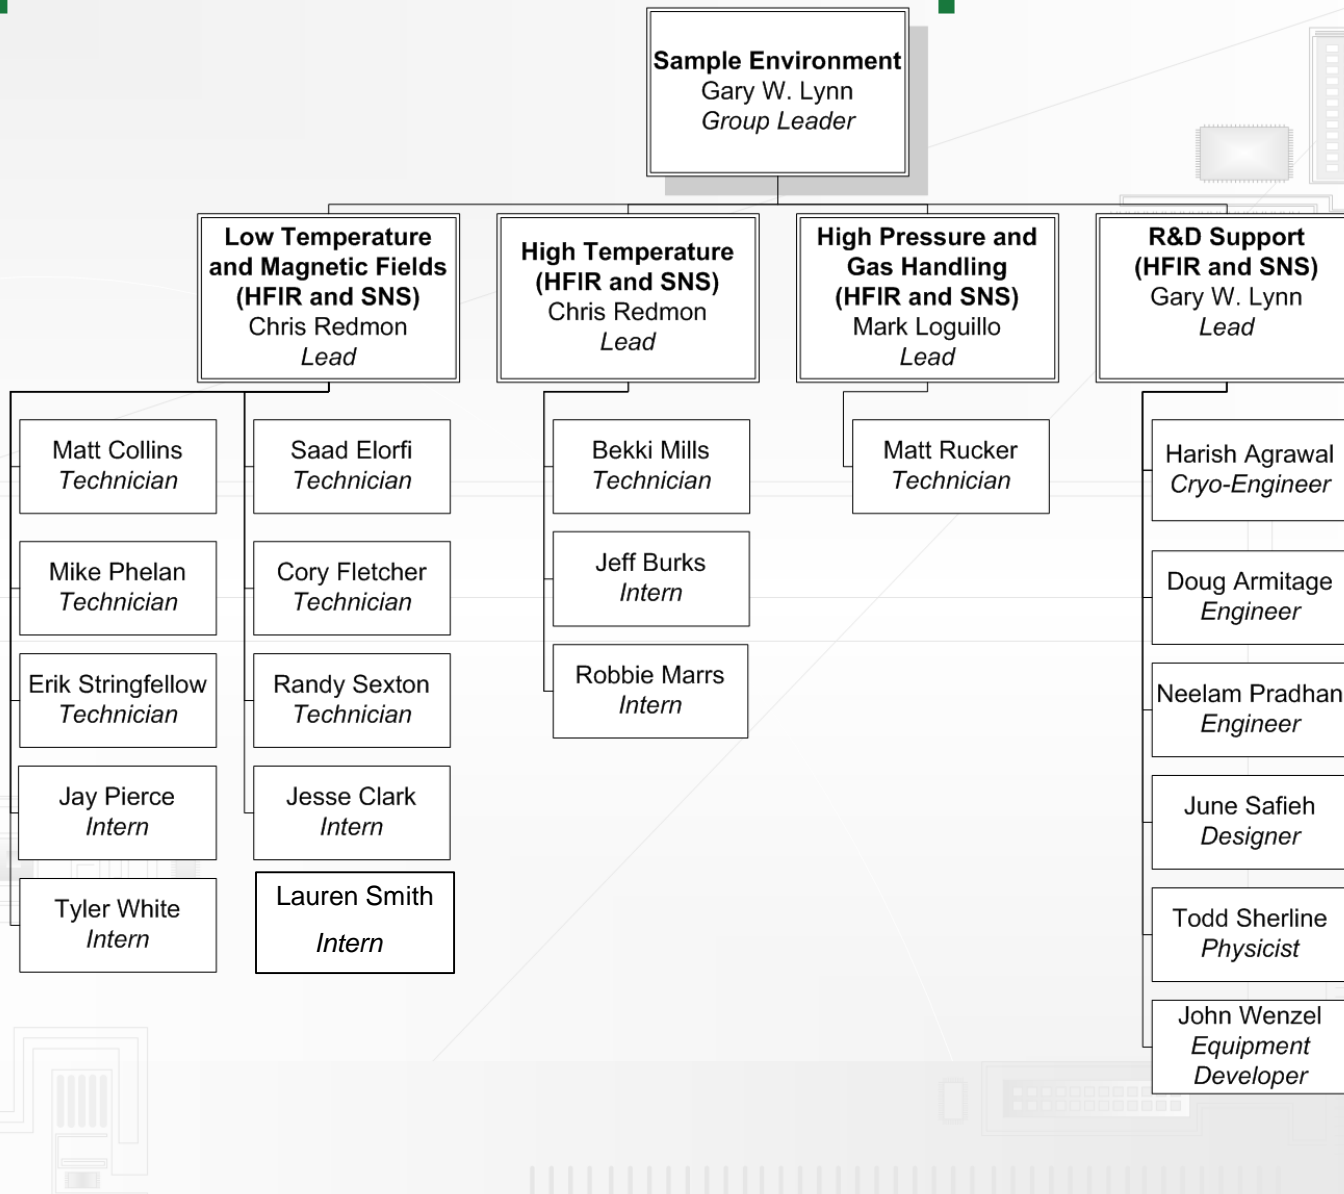 Sample Environment
Gary W. Lynn
Group Leader
Low Temperature
and Magnetic Fields
(HFIR and SNS)
Chris Redmon
Lead
High Temperature
(HFIR and SNS)
Chris Redmon
Lead
High Pressure and
Gas Handling
(HFIR and SNS)
Mark Loguillo
Lead
R&D Support
(HFIR and SNS)
Gary W. Lynn
Lead
Matt Collins
Technician
Mike Phelan
Technician
Erik Stringfellow
Technician
Jay Pierce
Intern
Tyler White
Intern
Saad Elorfi
Technician
Cory Fletcher
Technician
Randy Sexton
Technician
Jesse Clark
Intern
Lauren Smith
Intern
Bekki Mills
Technician
Jeff Burks
Intern
Robbie Marrs
Intern
Matt Rucker
Technician
Harish Agrawal
Cryo-Engineer
Doug Armitage
Engineer
Neelam Pradhan
Engineer
June Safieh
Designer
Todd Sherline
Physicist
John Wenzel
Equipment
Developer